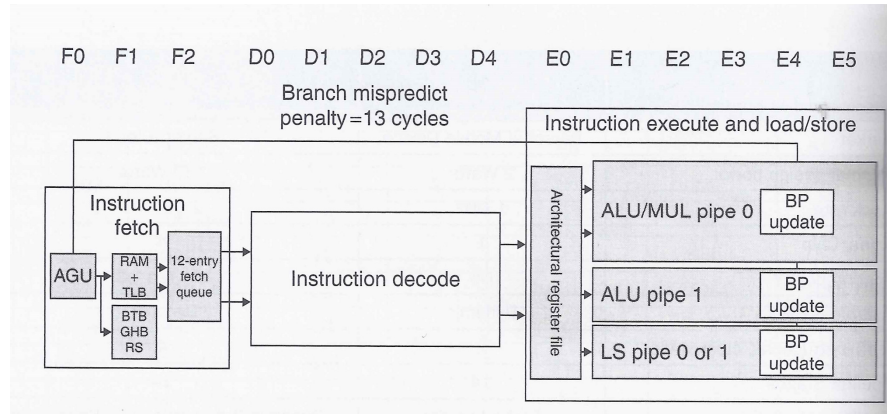 F0 F1 F2 D0 D1 D2 D3 D4 E0 E1 E2 E3 E4 E5
Branch mispredict
penalty=13 cycles
Instruction execute and load/store
Instruction
fetch
AGU
RAM
+
TLB
BTB
GHB
RS
12-entry
fetch
queue
Instruction decode
Architectural register file
ALU/MUL pipe 0
BP
update
ALU pipe 1
BP
update
LS pipe 0 or 1
BP
update